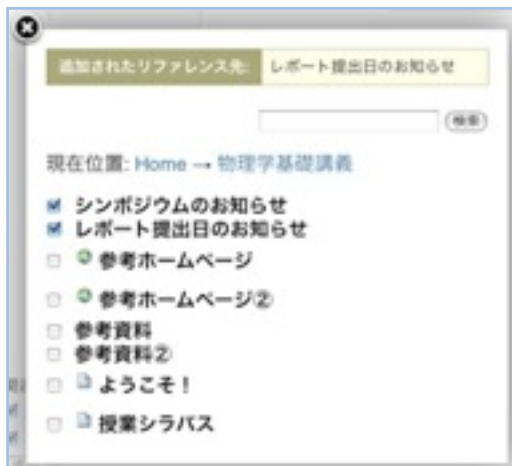 追加されたリファレンス先: レポート提出日のお知らせ
検索
現在位置: Home → 物理学基礎講義
シンポジウムのお知らせ
レポート提出日のお知らせ
参考ホームページ
参考ホームページ②
参考資料
参考資料②
ようこそ！
授業シラバス